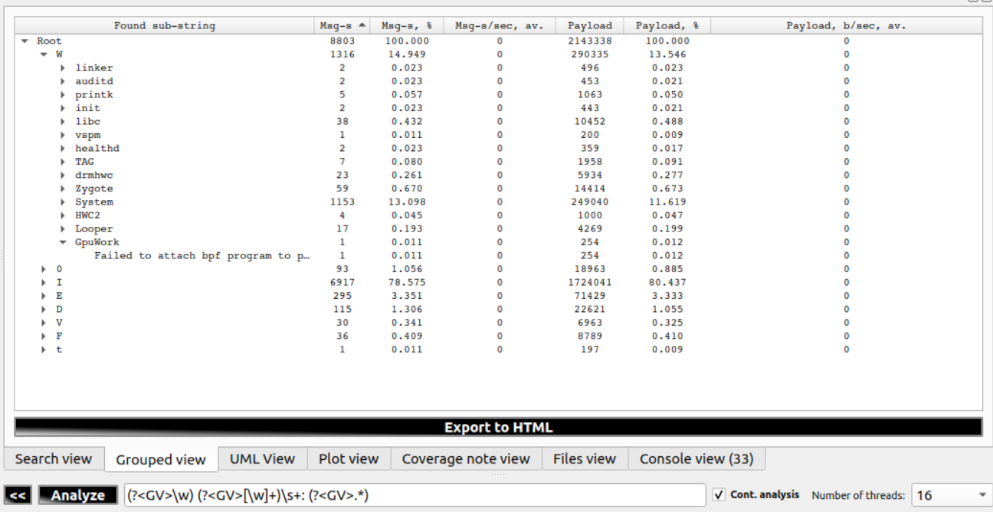 Found sub-string Msg-s Msg-s, % Msg-s/sec, av. Payload Payload, % Payload, b/sec, av.
Root 8803 100.000 0 2143338 100.000 0
W 1316 14.949 0 290335 13.546 0
linker 2 0.023 0 496 0.023 0
auditd 2 0.023 0 453 0.021 0
printk 5 0.057 0 1063 0.050 0
init 2 0.023 0 443 0.021 0
libc 38 0.432 0 10452 0.488 0
vspm 1 0.011 0 200 0.009 0
healthd 2 0.023 0 359 0.017 0
TAG 7 0.080 0 1958 0.091 0
drmhwc 23 0.261 0 5934 0.277 0
Zygote 59 0.670 0 14414 0.673 0
System 1153 13.098 0 249040 11.619 0
HWC2 4 0.045 0 1000 0.047 0
Looper 17 0.193 0 4269 0.199 0
GpuWork 1 0.011 0 254 0.012 0
Failed to attach bpf program to p… 1 0.011 0 254 0.012 0
0 93 1.056 0 18963 0.885 0
I 6917 78.575 0 1724041 80.437 0
E 295 3.351 0 71429 3.333 0
D 115 1.306 0 22621 1.055 0
V 30 0.341 0 6963 0.325 0
F 36 0.409 0 8789 0.410 0
t 1 0.011 0 197 0.009 0
Export to HTML
Search view Grouped view UML View Plot view Coverage note view Files view Console view (33)
<< Analyze (?<GV>\w) (?<GV>[\w]+)\s+: (?<GV>.*) Cont. analysis Number of threads: 16